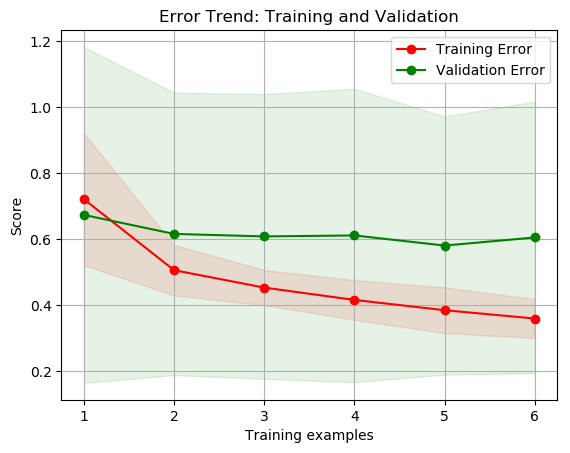 Error Trend: Training and Validation
Training Error
Validation Error
1.2
1.0
0.8
0.6
0.4
0.2
Score
1 2 3 4 5 6
Training examples